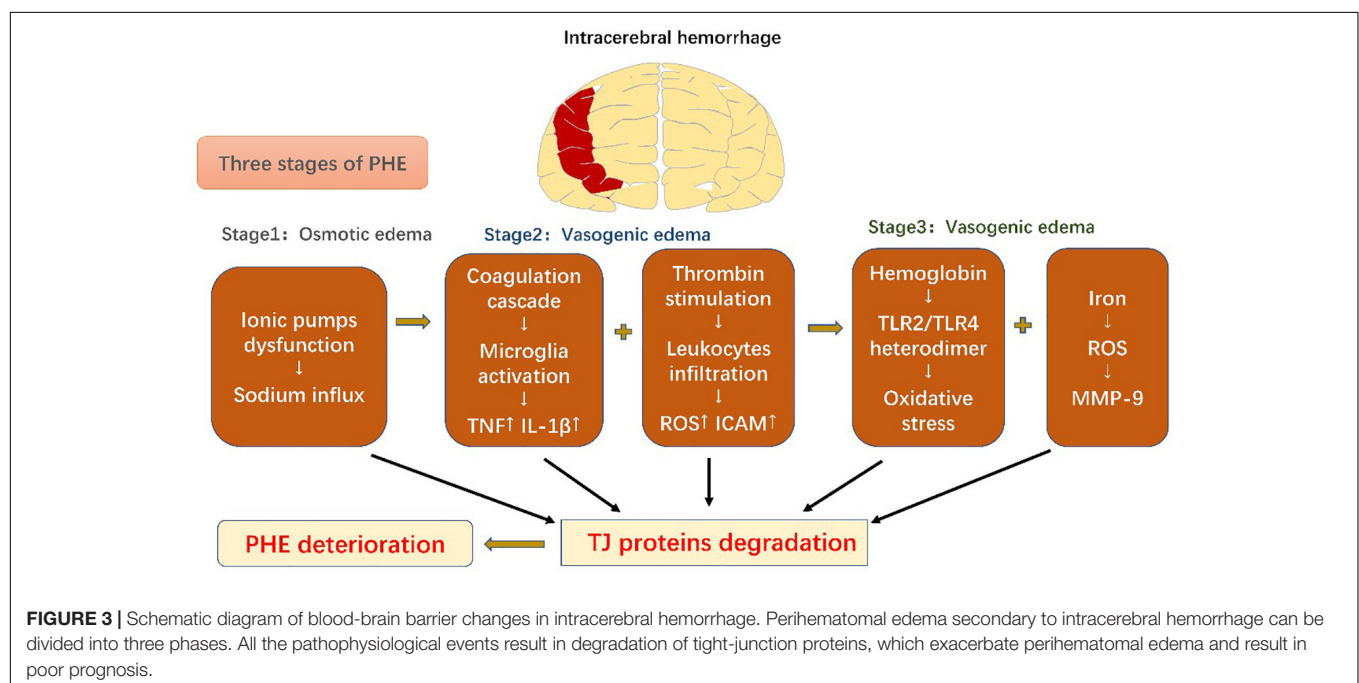 Intracerebral hemorrhage
Three stages of PHE
Stage1：Osmotic edema
Stage2：Vasogenic edema
Stage3：Vasogenic edema
Ionic pumps
dysfunction
↓
Sodium influx
Coagulation
cascade
↓
Microglia
activation
↓
TNF↑ IL-1β↑
Thrombin
stimulation
↓
Leukocytes
infiltration
↓
ROS↑ ICAM↑
Hemoglobin
↓
TLR2/TLR4
heterodimer
↓
Oxidative
stress
Iron
↓
ROS
↓
MMP-9
PHE deterioration
TJ proteins degradation
FIGURE 3 | Schematic diagram of blood-brain barrier changes in intracerebral hemorrhage. Perihematomal edema secondary to intracerebral hemorrhage can be
divided into three phases. All the pathophysiological events result in degradation of tight-junction proteins, which exacerbate perihematomal edema and result in
poor prognosis.